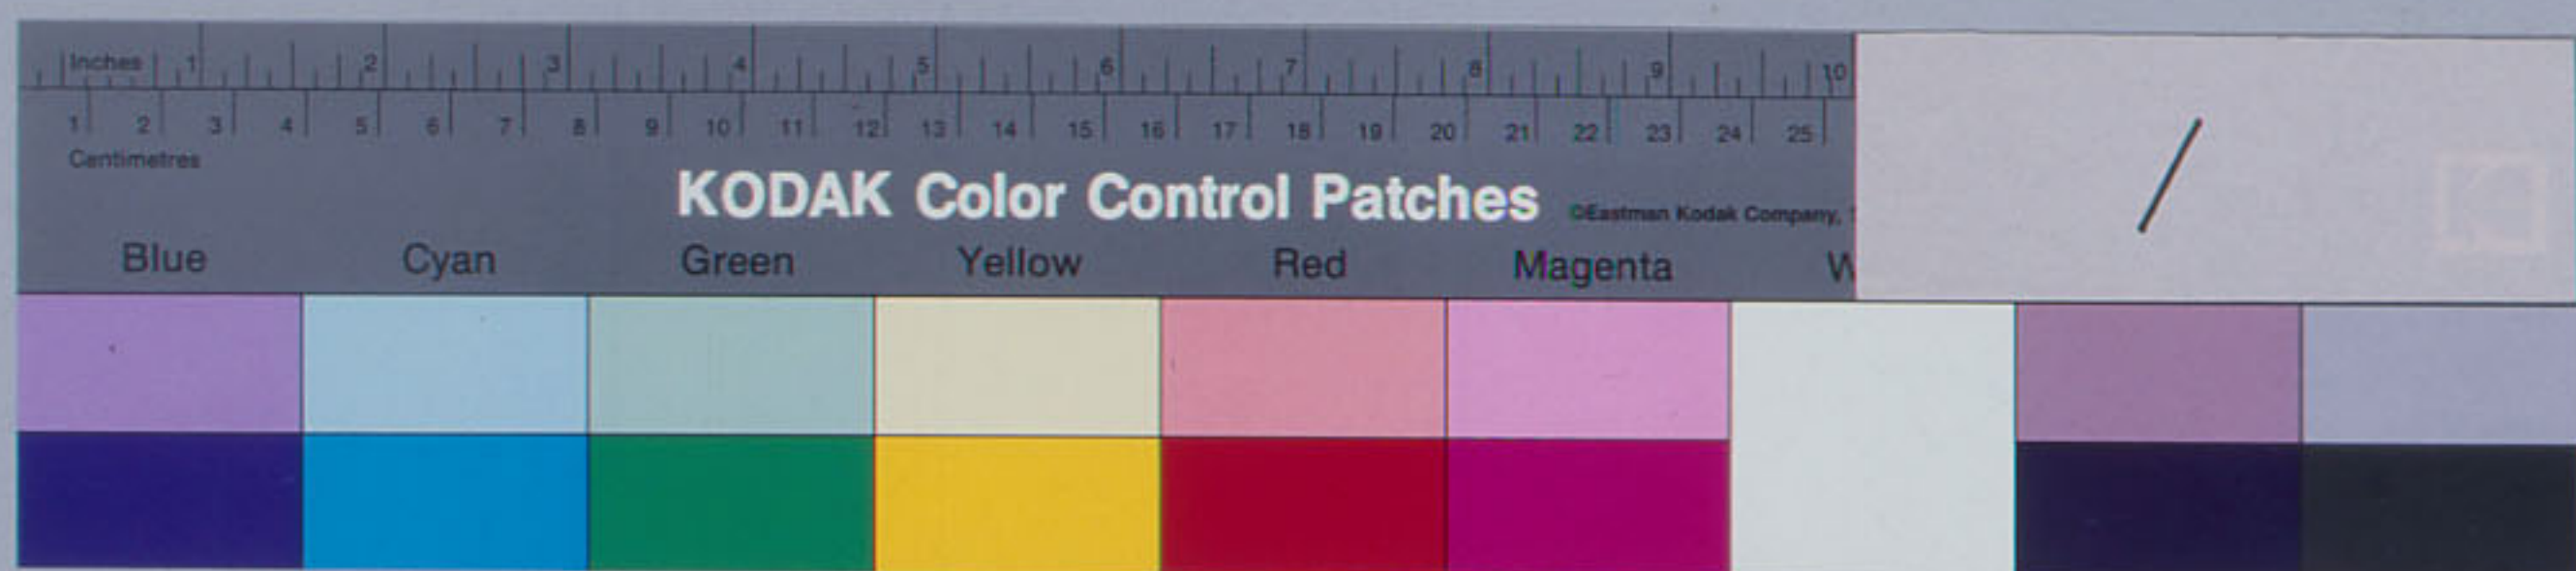 Inches 1 2 3 4 5 6 7 8 9 10
1 2 3 4 5 6 7 8 9 10 11 12 13 14 15 16 17 18 19 20 21 22 23 24 25
Centimetres
KODAK Color Control Patches ©Eastman Kodak Company,
Blue Cyan Green Yellow Red Magenta W
/